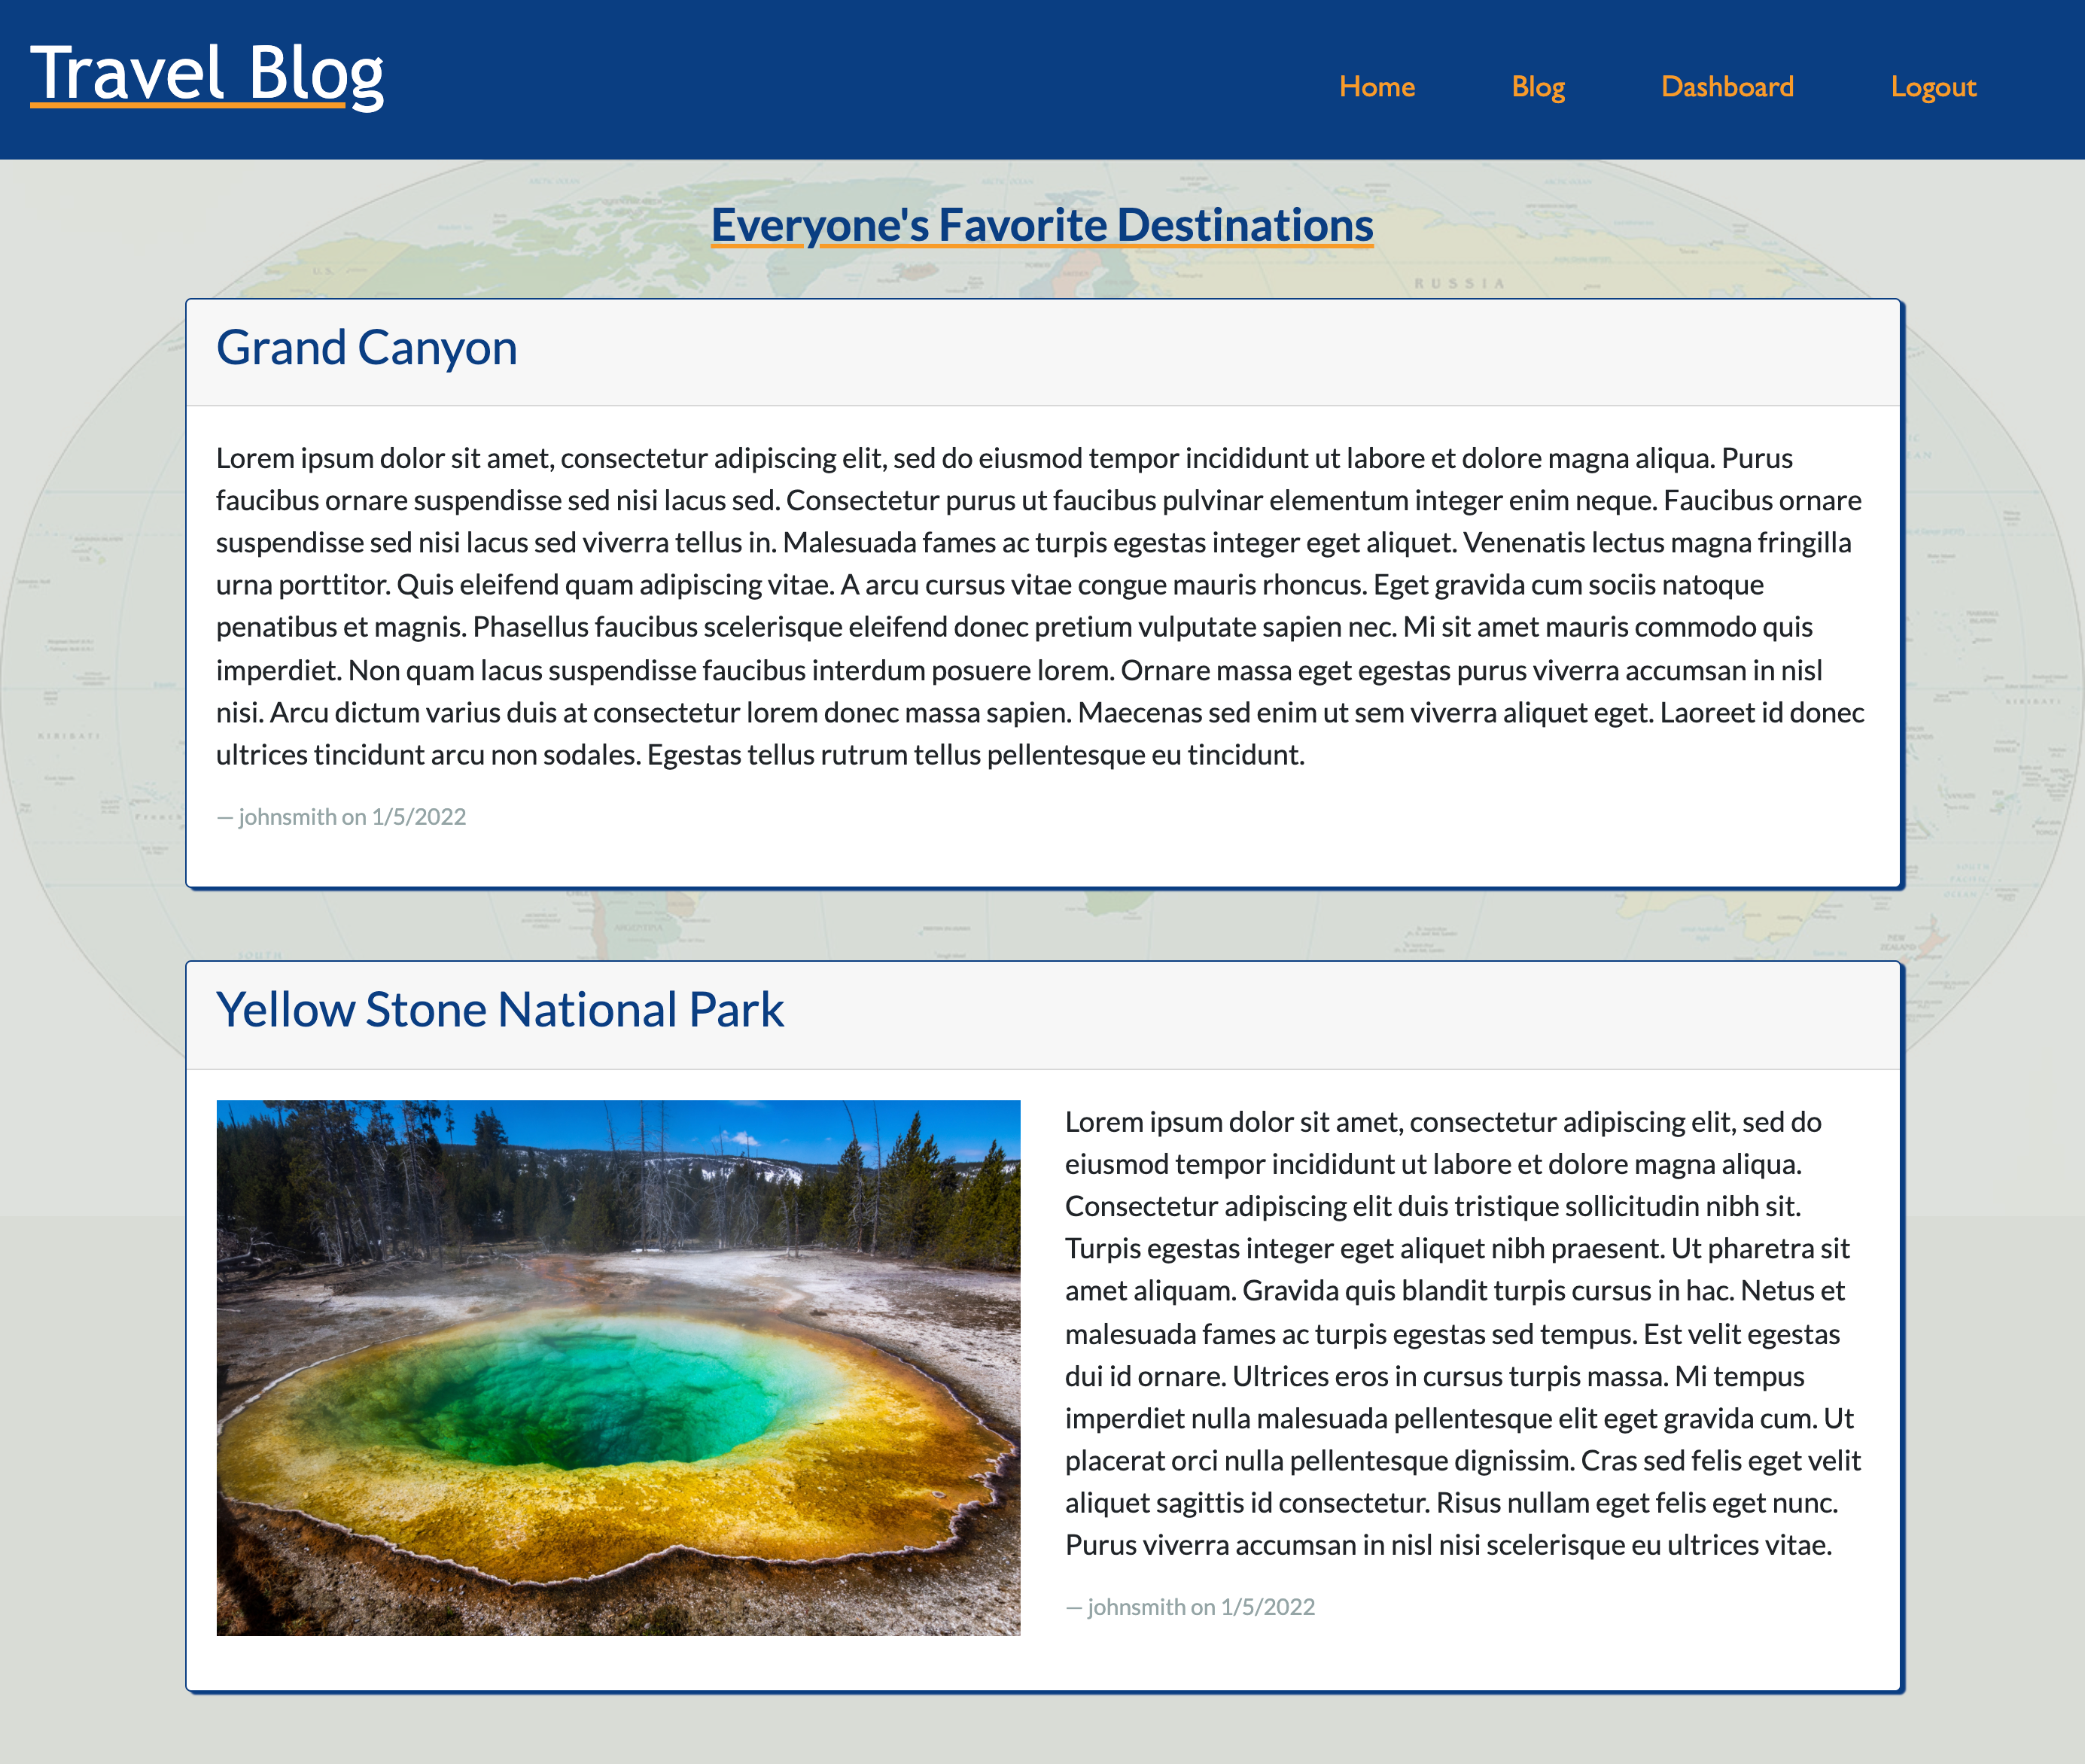 Travel Blog
Home Blog Dashboard Logout
Everyone's Favorite Destinations
RUSSIA
Grand Canyon
Lorem ipsum dolor sit amet, consectetur adipiscing elit, sed do eiusmod tempor incididunt ut labore et dolore magna aliqua. Purus
faucibus ornare suspendisse sed nisi lacus sed. Consectetur purus ut faucibus pulvinar elementum integer enim neque. Faucibus ornare
suspendisse sed nisi lacus sed viverra tellus in. Malesuada fames ac turpis egestas integer eget aliquet. Venenatis lectus magna fringilla
urna porttitor. Quis eleifend quam adipiscing vitae. A arcu cursus vitae congue mauris rhoncus. Eget gravida cum sociis natoque
penatibus et magnis. Phasellus faucibus scelerisque eleifend donec pretium vulputate sapien nec. Mi sit amet mauris commodo quis
imperdiet. Non quam lacus suspendisse faucibus interdum posuere lorem. Ornare massa eget egestas purus viverra accumsan in nisl
nisi. Arcu dictum varius duis at consectetur lorem donec massa sapien. Maecenas sed enim ut sem viverra aliquet eget. Laoreet id donec
ultrices tincidunt arcu non sodales. Egestas tellus rutrum tellus pellentesque eu tincidunt.
— johnsmith on 1/5/2022
KIRIBATI
ARGENTINA
SOUTH
Yellow Stone National Park
Lorem ipsum dolor sit amet, consectetur adipiscing elit, sed do
eiusmod tempor incididunt ut labore et dolore magna aliqua.
Consectetur adipiscing elit duis tristique sollicitudin nibh sit.
Turpis egestas integer eget aliquet nibh praesent. Ut pharetra sit
amet aliquam. Gravida quis blandit turpis cursus in hac. Netus et
malesuada fames ac turpis egestas sed tempus. Est velit egestas
dui id ornare. Ultrices eros in cursus turpis massa. Mi tempus
imperdiet nulla malesuada pellentesque elit eget gravida cum. Ut
placerat orci nulla pellentesque dignissim. Cras sed felis eget velit
aliquet sagittis id consectetur. Risus nullam eget felis eget nunc.
Purus viverra accumsan in nisl nisi scelerisque eu ultrices vitae.
— johnsmith on 1/5/2022